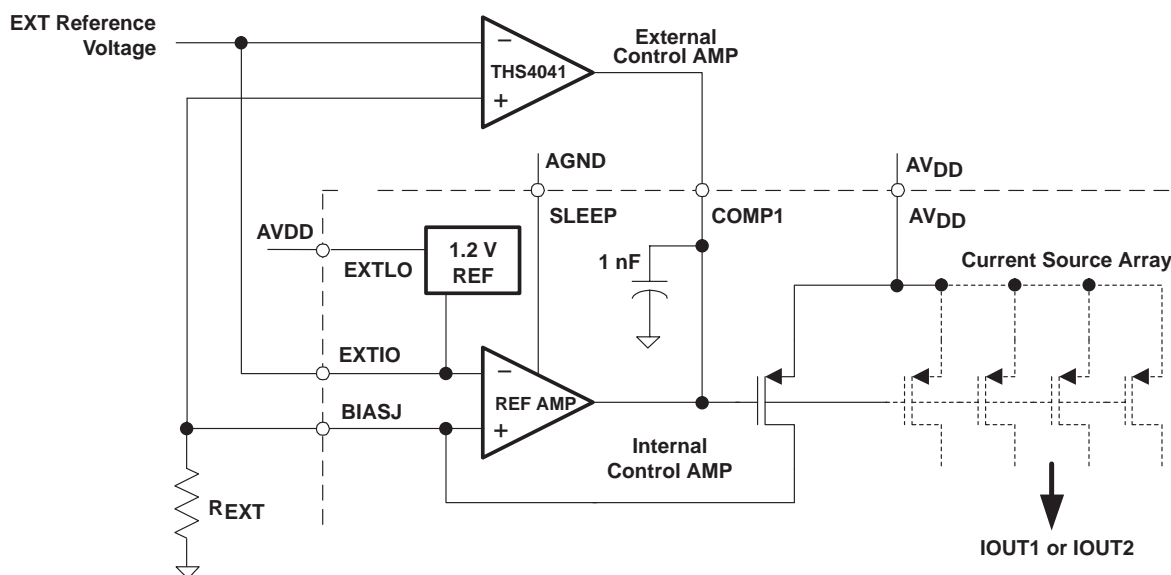 EXT Reference
Voltage
−
THS4041
+
External
Control AMP
AGND
AVDD
SLEEP
COMP1
AVDD
AVDD
EXTLO
1.2 V
REF
1 nF
Current Source Array
EXTIO
−
REF AMP
+
BIASJ
Internal
Control AMP
REXT
IOUT1 or IOUT2